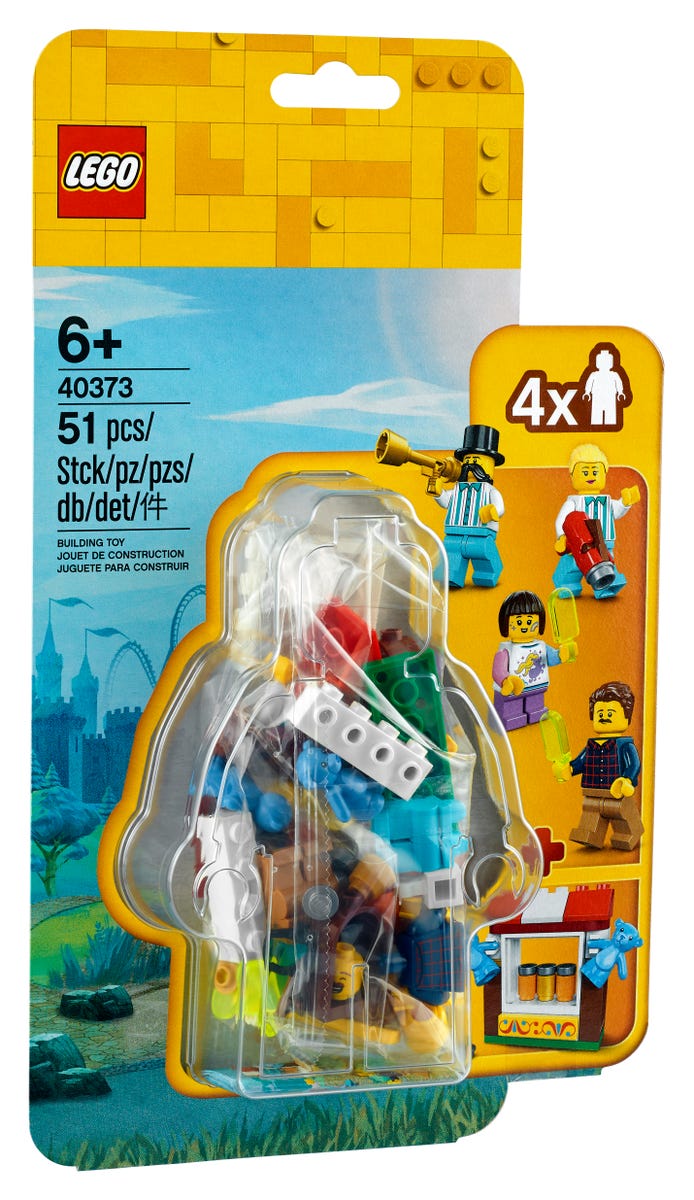 LEGO
6+
40373
51 pcs/
Stck/pz/pzs/
db/det/件
BUILDING TOY
JOUET DE CONSTRUCTION
JUGUETE PARA CONSTRUIR
4x